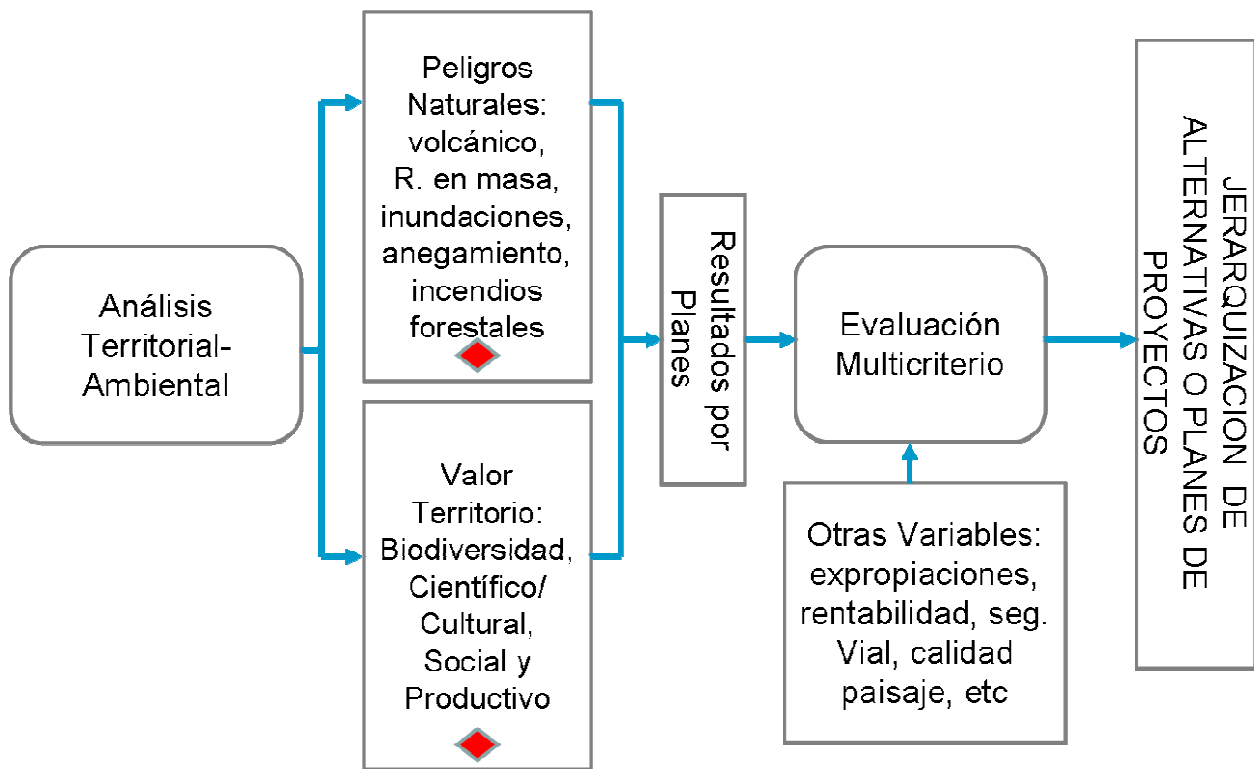 Análisis
Territorial-
Ambiental
Peligros
Naturales:
volcánico,
R. en masa,
inundaciones,
anegamiento,
incendios
forestales
Valor
Territorio:
Biodiversidad,
Científico/
Cultural,
Social y
Productivo
Resultados por
Planes
Evaluación
Multicriterio
Otras Variables:
expropiaciones,
rentabilidad, seg.
Vial, calidad
paisaje, etc
JERARQUIZACION DE
ALTERNATIVAS O PLANES DE
PROYECTOS